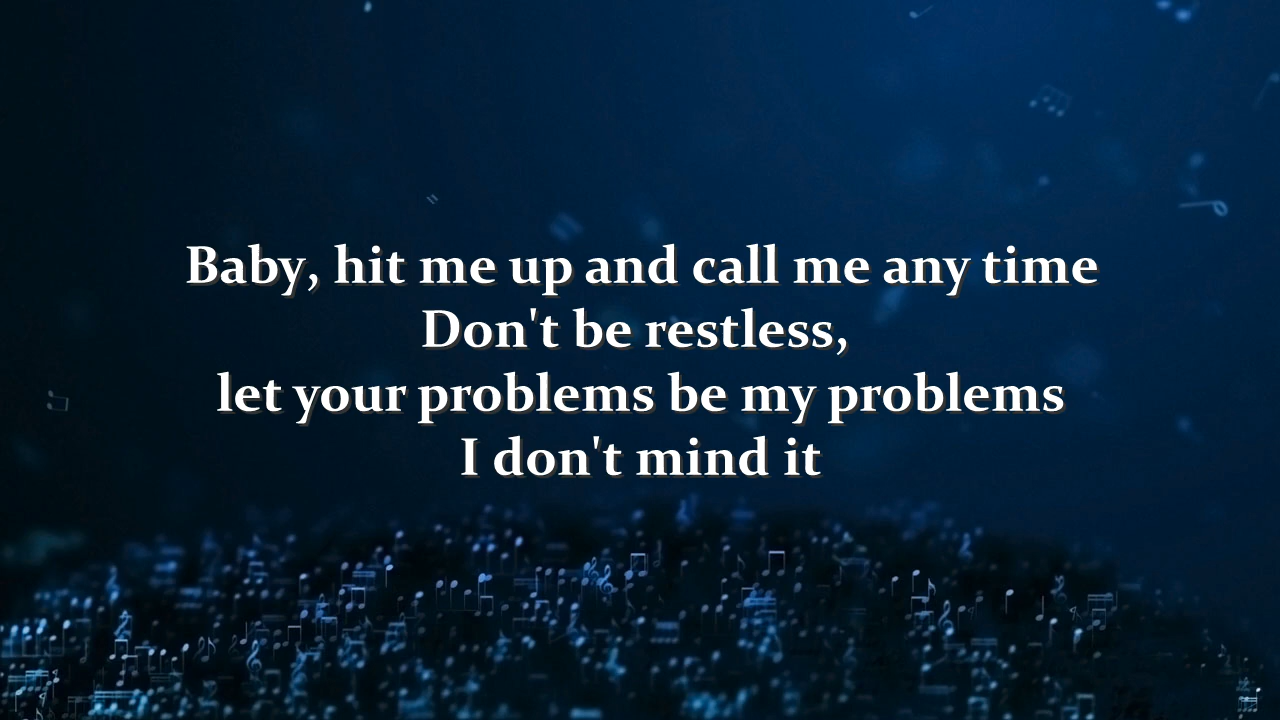 Baby, hit me up and call me any time
Don't be restless,
let your problems be my problems
I don't mind it